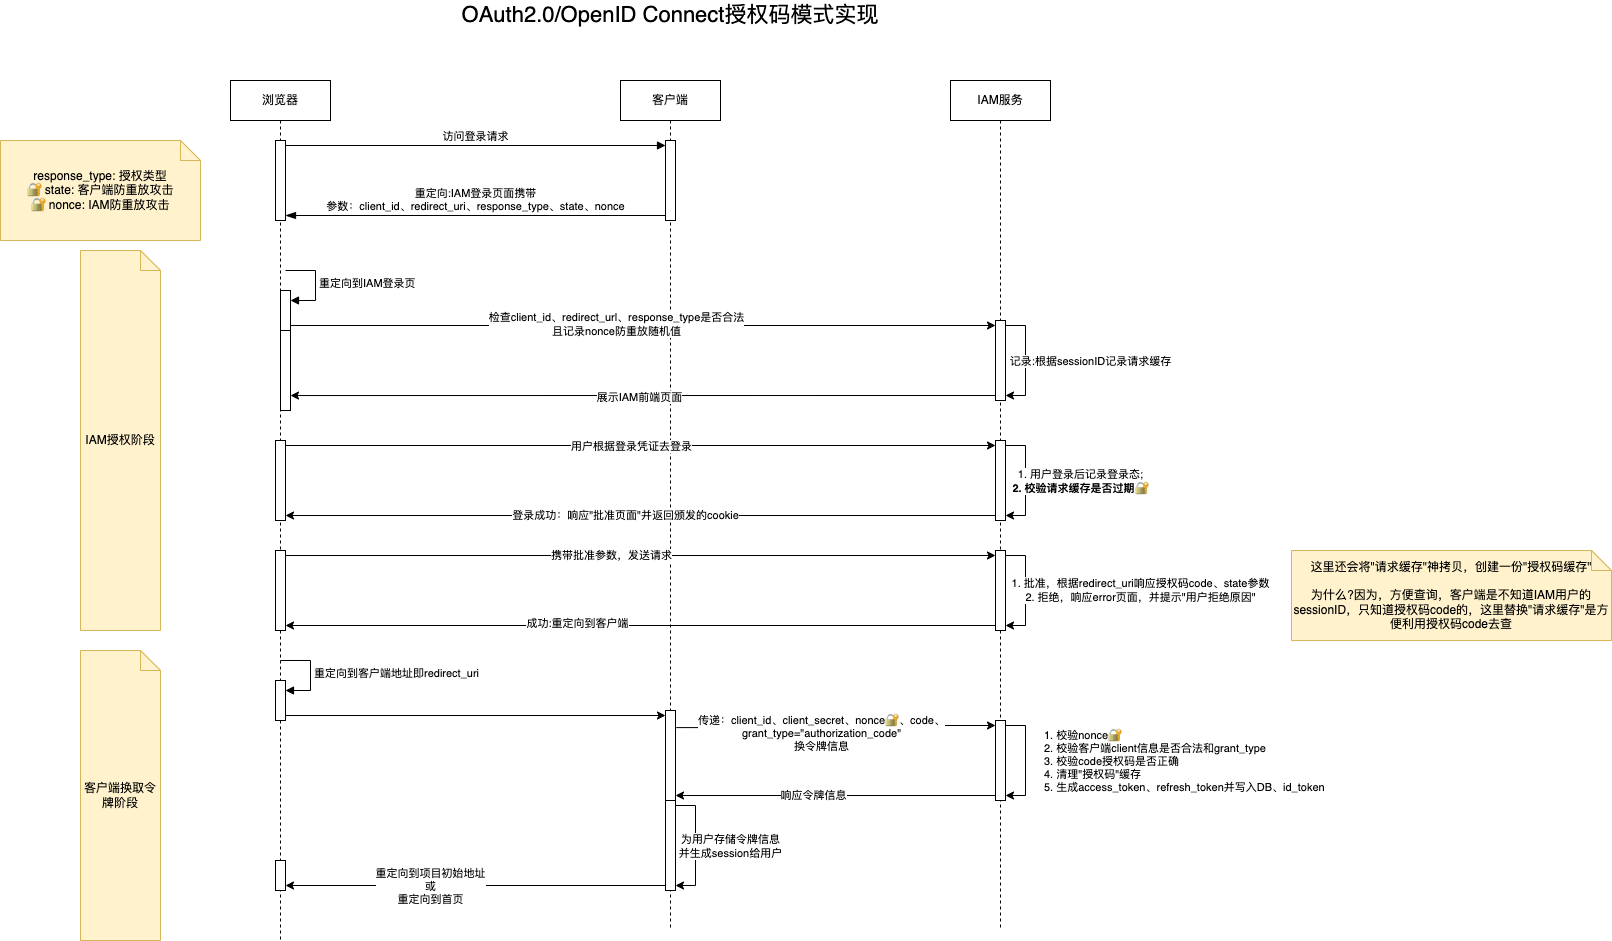 OAuth2.0/OpenID Connect授权码模式实现
浏览器
客户端
IAM服务
访问登录请求
response_type: 授权类型
🔐 state: 客户端防重放攻击
🔐 nonce: IAM防重放攻击
重定向:IAM登录页面携带
参数：client_id、redirect_uri、response_type、state、nonce
重定向到IAM登录页
检查client_id、redirect_url、response_type是否合法
且记录nonce防重放随机值
记录:根据sessionID记录请求缓存
展示IAM前端页面
IAM授权阶段
用户根据登录凭证去登录
1. 用户登录后记录登录态;
2. 校验请求缓存是否过期🔐
登录成功：响应"批准页面"并返回颁发的cookie
携带批准参数，发送请求
1. 批准，根据redirect_uri响应授权码code、state参数
2. 拒绝，响应error页面，并提示"用户拒绝原因"
这里还会将"请求缓存"神拷贝，创建一份"授权码缓存"
为什么?因为，方便查询，客户端是不知道IAM用户的
sessionID，只知道授权码code的，这里替换"请求缓存"是方
便利用授权码code去查
成功:重定向到客户端
重定向到客户端地址即redirect_uri
传递：client_id、client_secret、nonce🔐、code、
grant_type="authorization_code"
换令牌信息
1. 校验nonce🔐
2. 校验客户端client信息是否合法和grant_type
3. 校验code授权码是否正确
4. 清理"授权码"缓存
5. 生成access_token、refresh_token并写入DB、id_token
客户端换取令
牌阶段
响应令牌信息
为用户存储令牌信息
并生成session给用户
重定向到项目初始地址
或
重定向到首页